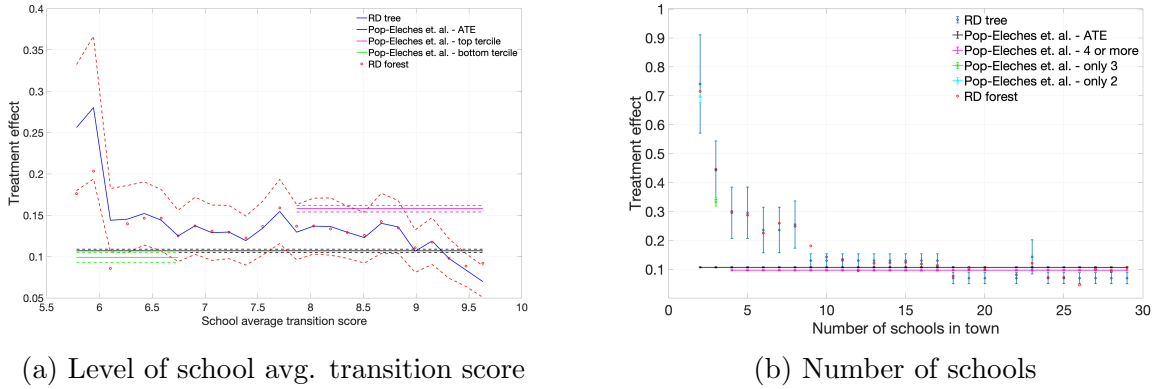 0.4
0.35
0.3
0.25
0.2
0.15
0.1
0.05
Treatment effect
5.5 6 6.5 7 7.5 8 8.5 9 9.5 10
School average transition score
RD tree
Pop-Eleches et. al. - ATE
Pop-Eleches et. al. - top tercile
Pop-Eleches et. al. - bottom tercile
RD forest
(a) Level of school avg. transition score
1
0.9
0.8
0.7
0.6
0.5
0.4
0.3
0.2
0.1
Treatment effect
0 5 10 15 20 25 30
Number of schools in town
RD tree
Pop-Eleches et. al. - ATE
Pop-Eleches et. al. - 4 or more
Pop-Eleches et. al. - only 3
Pop-Eleches et. al. - only 2
RD forest
(b) Number of schools